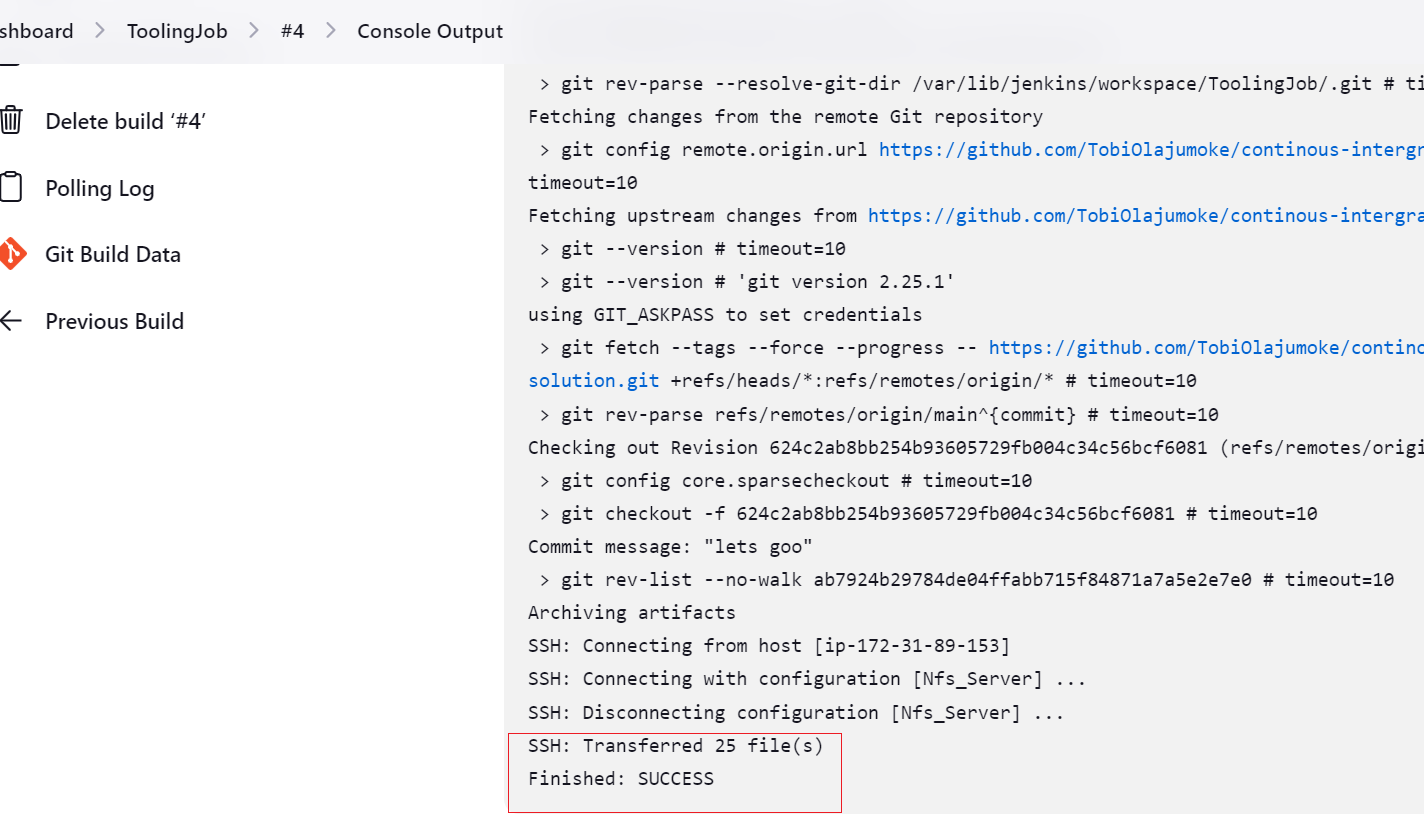 shboard > ToolingJob > #4 > Console Output
Delete build ‘#4’
Polling Log
Git Build Data
Previous Build
> git rev-parse --resolve-git-dir /var/lib/jenkins/workspace/ToolingJob/.git # ti
Fetching changes from the remote Git repository
> git config remote.origin.url https://github.com/TobiOlajumoke/continous-intergr
timeout=10
Fetching upstream changes from https://github.com/TobiOlajumoke/continous-intergra
> git --version # timeout=10
> git --version # 'git version 2.25.1'
using GIT_ASKPASS to set credentials
> git fetch --tags --force --progress -- https://github.com/TobiOlajumoke/contino
solution.git +refs/heads/*:refs/remotes/origin/* # timeout=10
> git rev-parse refs/remotes/origin/main^{commit} # timeout=10
Checking out Revision 624c2ab8bb254b93605729fb004c34c56bcf6081 (refs/remotes/origi
> git config core.sparsecheckout # timeout=10
> git checkout -f 624c2ab8bb254b93605729fb004c34c56bcf6081 # timeout=10
Commit message: "lets goo"
> git rev-list --no-walk ab7924b29784de04ffabb715f84871a7a5e2e7e0 # timeout=10
Archiving artifacts
SSH: Connecting from host [ip-172-31-89-153]
SSH: Connecting with configuration [Nfs_Server] ...
SSH: Disconnecting configuration [Nfs_Server] ...
SSH: Transferred 25 file(s)
Finished: SUCCESS